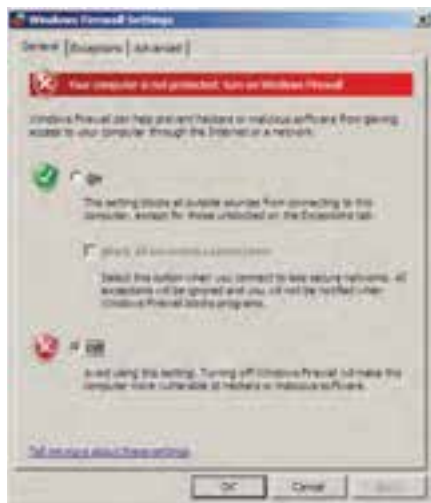 Windows Firewall Settings
General Exceptions Advanced
Your computer is not protected: turn on Windows Firewall
Windows Firewall can help prevent hackers or malicious software from gaining
access to your computer through the Internet or a network.
On
This setting blocks all outside sources from connecting to this
computer, except for those unblocked on the Exceptions tab.
Block all incoming connections
Select this option when you connect to less secure networks. All
exceptions will be ignored and you will not be notified when
Windows Firewall blocks programs.
Off
Avoid using this setting. Turning off Windows Firewall will make this
computer more vulnerable to hackers or malicious software.
Tell me more about these settings
OK Cancel